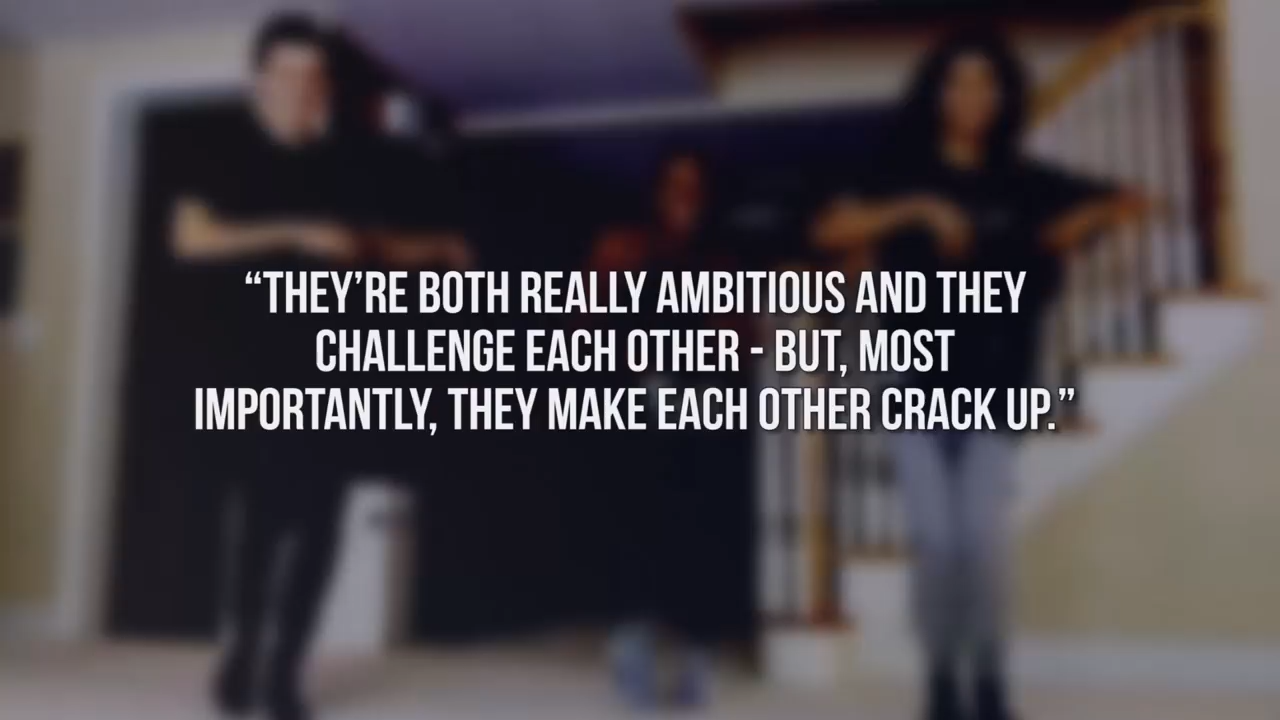 “THEY’RE BOTH REALLY AMBITIOUS AND THEY
CHALLENGE EACH OTHER - BUT, MOST
IMPORTANTLY, THEY MAKE EACH OTHER CRACK UP.”